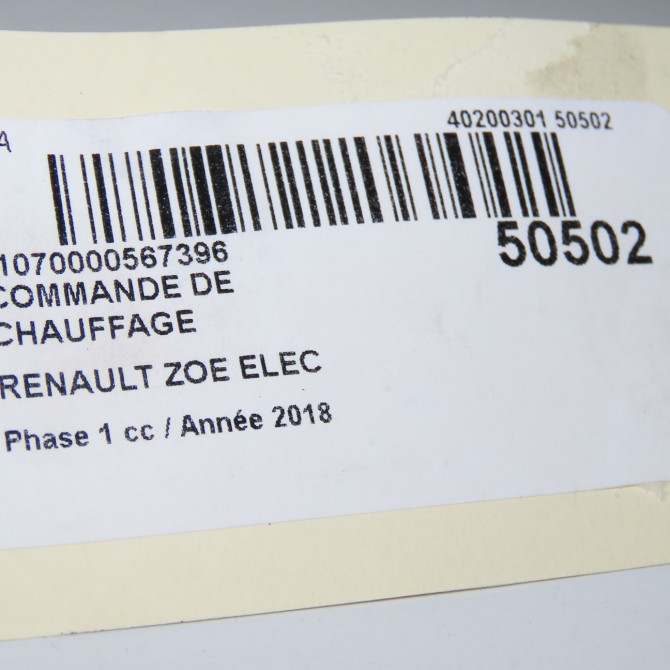 A
40200301 50502
1070000567396
50502
COMMANDE DE
CHAUFFAGE
RENAULT ZOE ELEC
Phase 1 cc / Année 2018